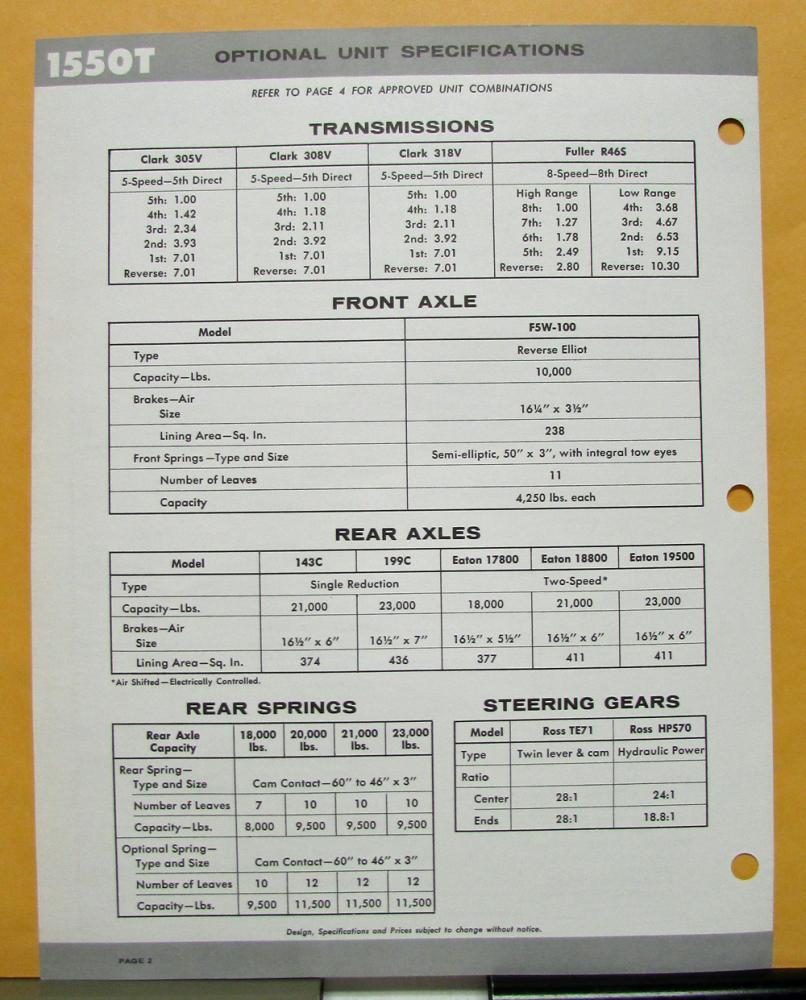 1550T OPTIONAL UNIT SPECIFICATIONS
REFER TO PAGE 4 FOR APPROVED UNIT COMBINATIONS
TRANSMISSIONS
Clark 305V Clark 308V Clark 318V Fuller R46S
5-Speed—5th Direct 5-Speed—5th Direct 5-Speed—5th Direct 8-Speed—8th Direct
5th: 1.00 5th: 1.00 5th: 1.00 High Range Low Range
4th: 1.42 4th: 1.18 4th: 1.18 8th: 1.00 4th: 3.68
3rd: 2.34 3rd: 2.11 3rd: 2.11 7th: 1.27 3rd: 4.67
2nd: 3.93 2nd: 3.92 2nd: 3.92 6th: 1.78 2nd: 6.53
1st: 7.01 1st: 7.01 1st: 7.01 5th: 2.49 1st: 9.15
Reverse: 7.01 Reverse: 7.01 Reverse: 7.01 Reverse: 2.80 Reverse: 10.30
FRONT AXLE
Model F5W-100
Type Reverse Elliot
Capacity—Lbs. 10,000
Brakes—Air
Size 16¼" x 3½"
Lining Area—Sq. In. 238
Front Springs—Type and Size Semi-elliptic, 50" x 3", with integral tow eyes
Number of Leaves 11
Capacity 4,250 lbs. each
REAR AXLES
Model 143C 199C Eaton 17800 Eaton 18800 Eaton 19500
Type Single Reduction Two-Speed*
Capacity—Lbs. 21,000 23,000 18,000 21,000 23,000
Brakes—Air
Size 16½" x 6" 16½" x 7" 16½" x 5½" 16½" x 6" 16½" x 6"
Lining Area—Sq. In. 374 436 377 411 411
*Air Shifted—Electrically Controlled.
REAR SPRINGS
Rear Axle 18,000 20,000 21,000 23,000
Capacity lbs. lbs. lbs. lbs.
Rear Spring—
Type and Size Cam Contact—60" to 46" x 3"
Number of Leaves 7 10 10 10
Capacity—Lbs. 8,000 9,500 9,500 9,500
Optional Spring—
Type and Size Cam Contact—60" to 46" x 3"
Number of Leaves 10 12 12 12
Capacity—Lbs. 9,500 11,500 11,500 11,500
STEERING GEARS
Model Ross TE71 Ross HPS70
Type Twin lever & cam Hydraulic Power
Ratio
Center 28:1 24:1
Ends 28:1 18.8:1
Design, Specifications and Prices subject to change without notice.
PAGE 2